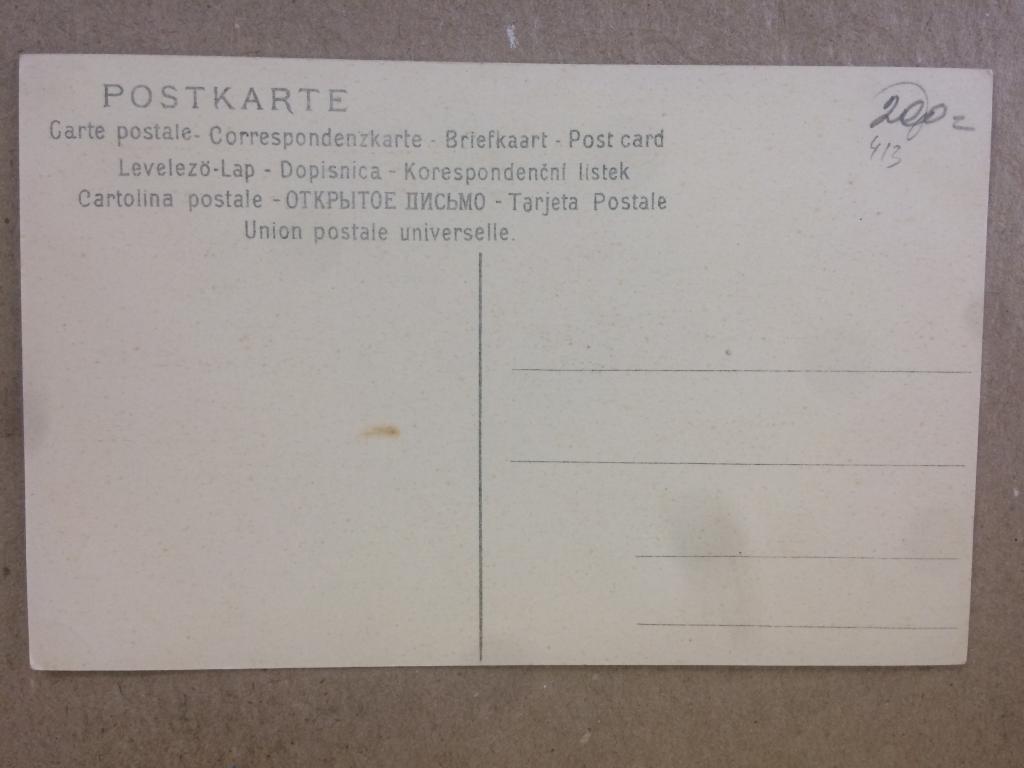 POSTKARTE
Carte postale- Correspondenzkarte - Briefkaart - Post card
Levelező-Lap - Dopisnica - Korespondenční listek
Cartolina postale - ОТКРЫТОЕ ПИСЬМО - Tarjeta Postale
Union postale universelle.
200=
413